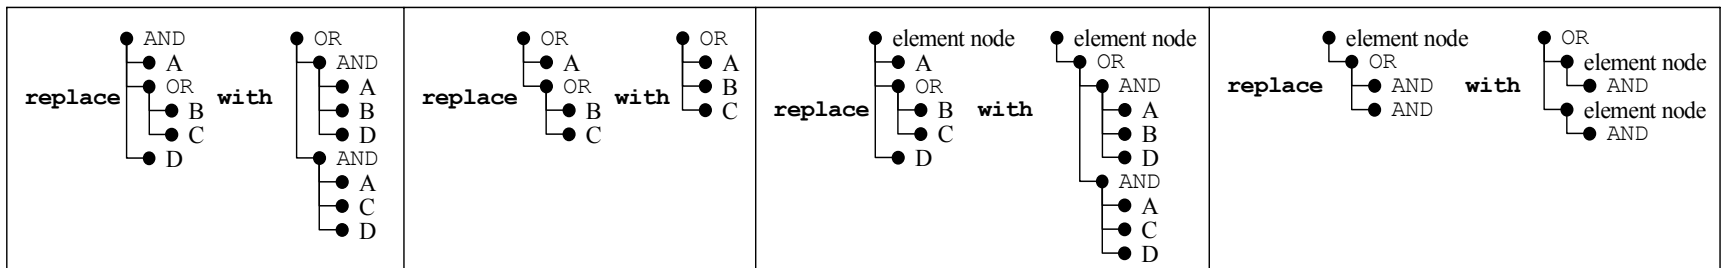 replace
AND
A
OR
B
C
D
with
OR
AND
A
B
D
AND
A
C
D
replace
OR
A
OR
B
C
with
OR
A
B
C
replace
element node
A
OR
B
C
D
with
element node
OR
AND
A
B
D
AND
A
C
D
replace
element node
OR
AND
AND
with
OR
element node
AND
element node
AND